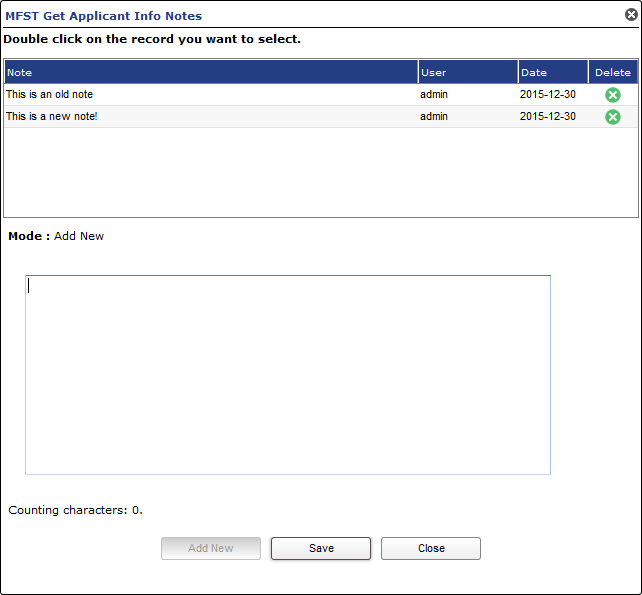 MFST Get Applicant Info Notes
Double click on the record you want to select.
Note User Date Delete
This is an old note admin 2015-12-30
This is a new note! admin 2015-12-30
Mode : Add New
Counting characters: 0.
Add New Save Close